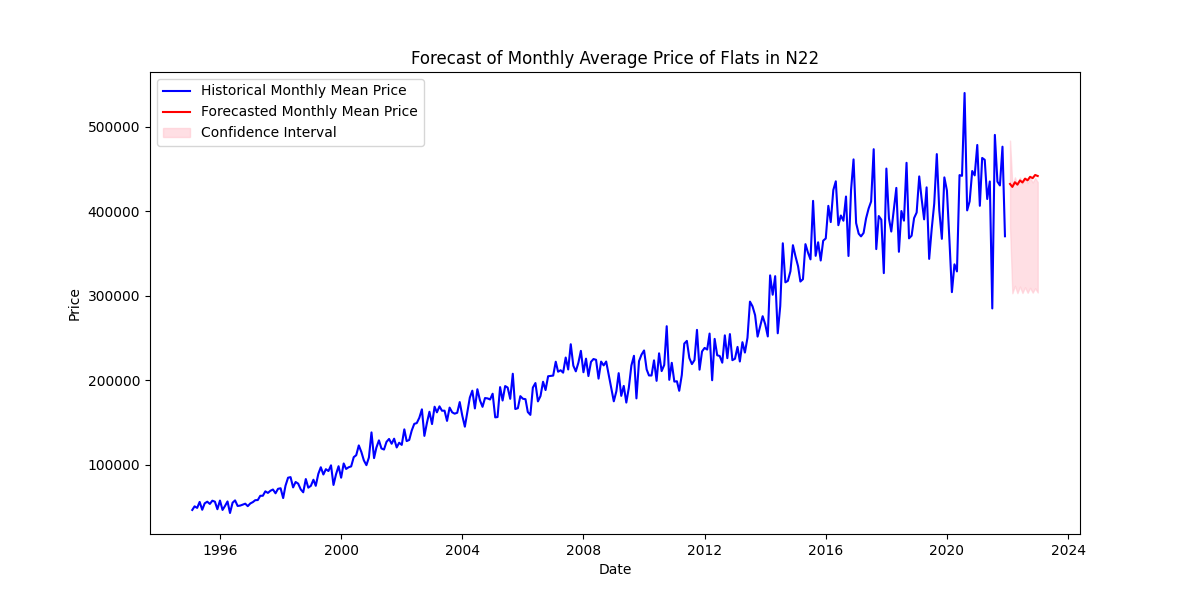 Forecast of Monthly Average Price of Flats in N22
Historical Monthly Mean Price
Forecasted Monthly Mean Price
Confidence Interval
Price
500000
400000
300000
200000
100000
1996 2000 2004 2008 2012 2016 2020 2024
Date